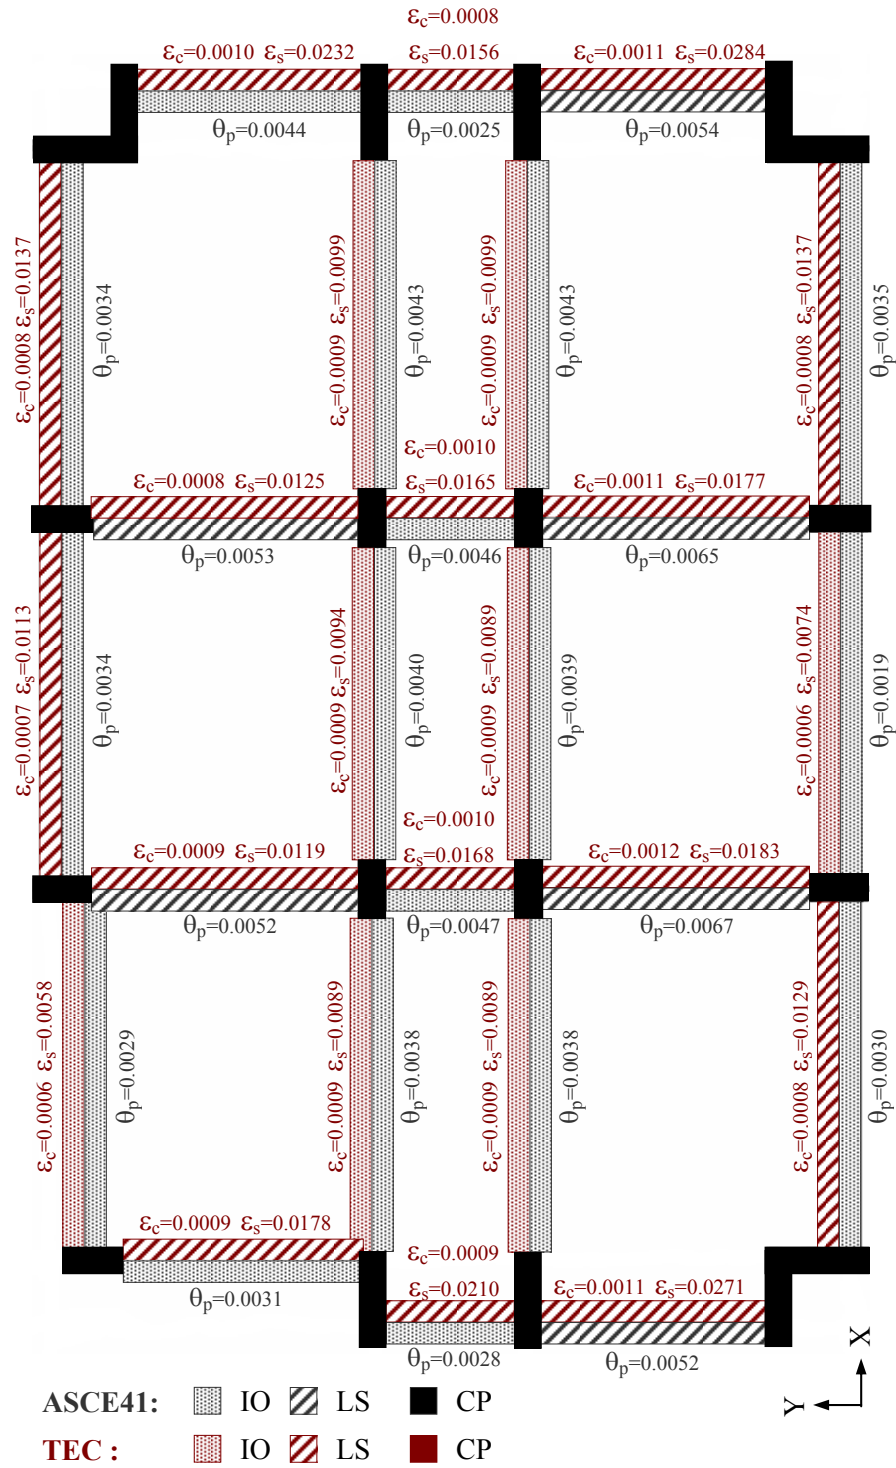 εc=0.0008
εc=0.0010 εs=0.0232
εs=0.0156
εc=0.0011 εs=0.0284
θp=0.0044
θp=0.0025
θp=0.0054
εc=0.0008 εs=0.0137
θp=0.0034
εc=0.0009 εs=0.0099
θp=0.0043
εc=0.0009 εs=0.0099
θp=0.0043
εc=0.0008 εs=0.0137
θp=0.0035
εc=0.0010
εc=0.0008 εs=0.0125
εs=0.0165
εc=0.0011 εs=0.0177
θp=0.0053
θp=0.0046
θp=0.0065
εc=0.0007 εs=0.0113
θp=0.0034
εc=0.0009 εs=0.0094
θp=0.0040
εc=0.0009 εs=0.0089
θp=0.0039
εc=0.0006 εs=0.0074
θp=0.0019
εc=0.0010
εc=0.0009 εs=0.0119
εs=0.0168
εc=0.0012 εs=0.0183
θp=0.0052
θp=0.0047
θp=0.0067
εc=0.0006 εs=0.0058
θp=0.0029
εc=0.0009 εs=0.0089
θp=0.0038
εc=0.0009 εs=0.0089
θp=0.0038
εc=0.0008 εs=0.0129
θp=0.0030
εc=0.0009 εs=0.0178
εc=0.0009
εs=0.0210
εc=0.0011 εs=0.0271
θp=0.0031
θp=0.0028
θp=0.0052
X
Y
ASCE41: IO LS CP
TEC : IO LS CP